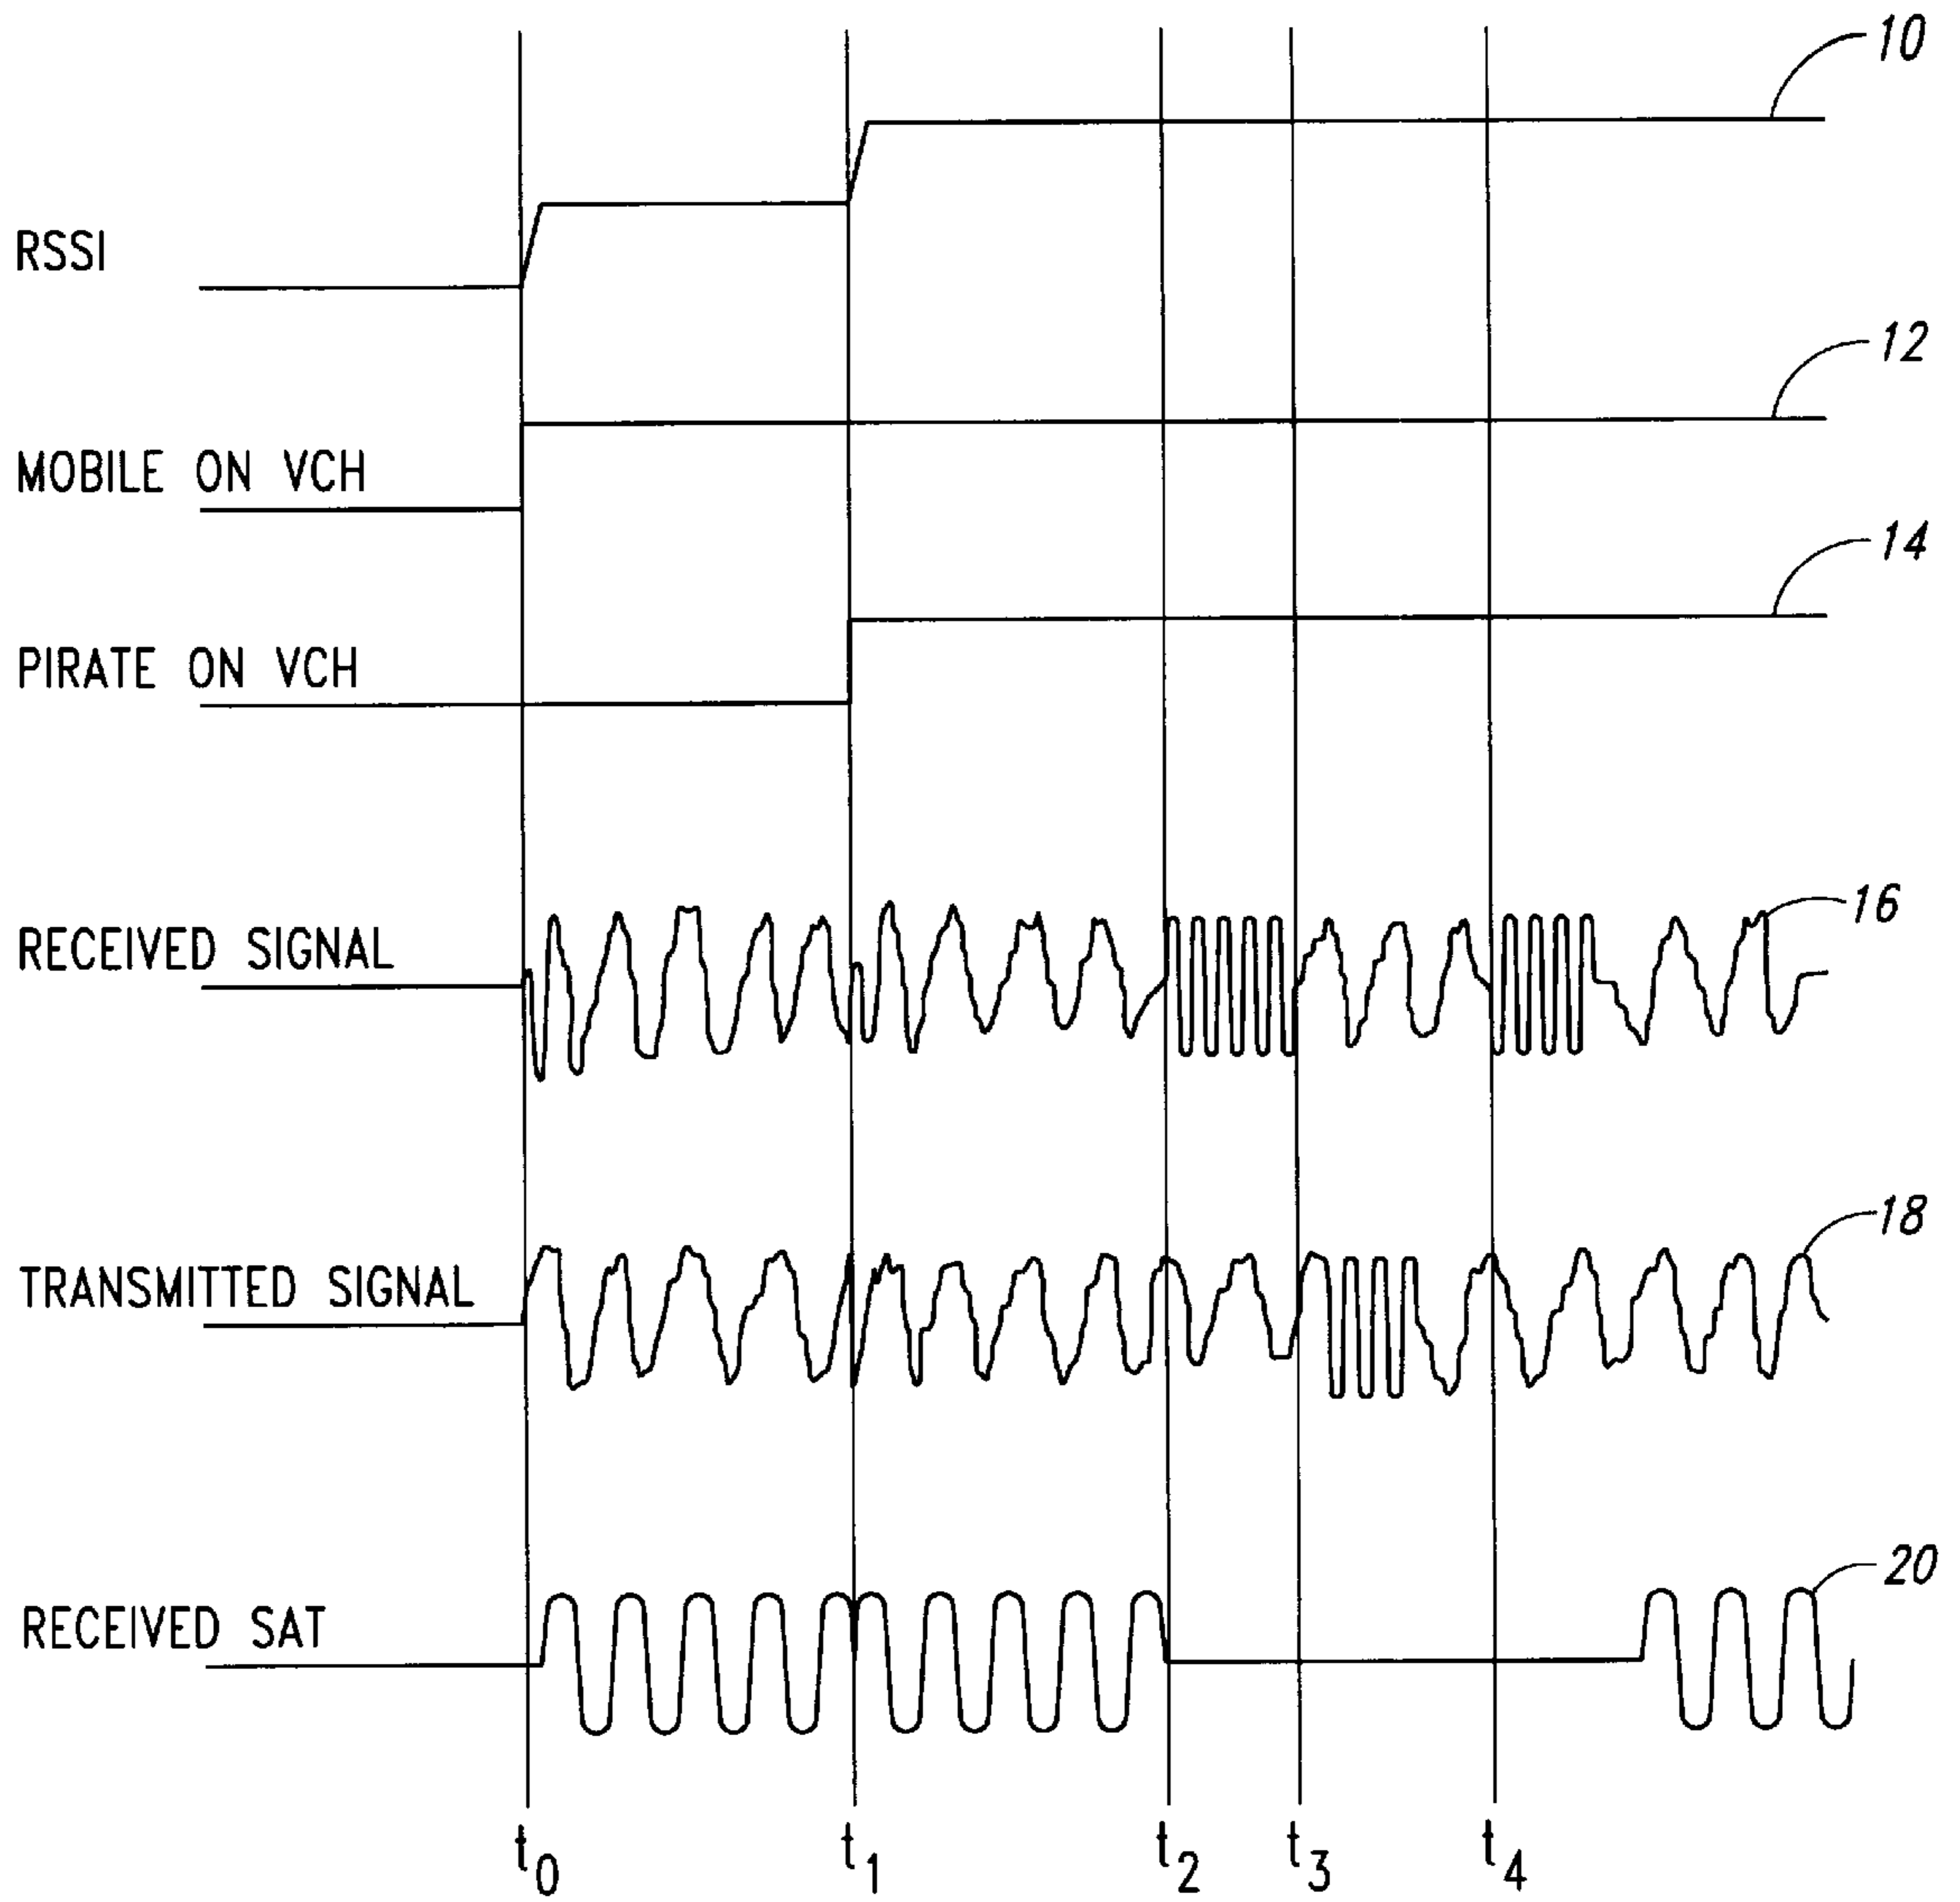 10
RSSI
12
MOBILE ON VCH
14
PIRATE ON VCH
16
RECEIVED SIGNAL
18
TRANSMITTED SIGNAL
20
RECEIVED SAT
t0 t1 t2 t3 t4